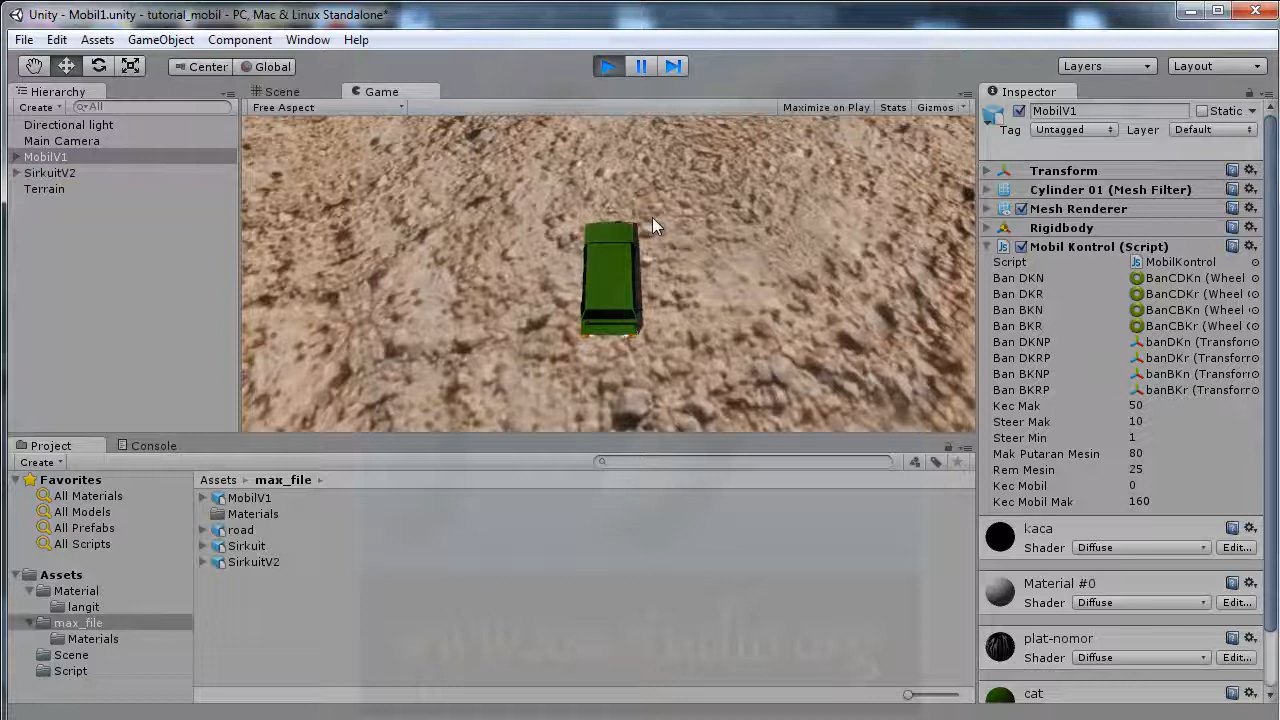 Unity - Mobil1.unity - tutorial_mobil - PC, Mac & Linux Standalone*
File Edit Assets GameObject Component Window Help
Center Global Layers Layout
Hierarchy Scene Game Inspector
Create All Free Aspect Maximize on Play Stats Gizmos MobilV1 Static
Tag Untagged Layer Default
Directional light
Main Camera
MobilV1
SirkuitV2
Terrain
Transform
Cylinder 01 (Mesh Filter)
Mesh Renderer
Rigidbody
Mobil Kontrol (Script)
Script MobilKontrol
Ban DKN BanCDKn (Wheel
Ban DKR BanCDKr (Wheel
Ban BKN BanCBKn (Wheel
Ban BKR BanCBKr (Wheel
Ban DKNP banDKn (Transform
Ban DKRP banDKr (Transform
Ban BKNP banBKn (Transform
Ban BKRP banBKr (Transform
Kec Mak 50
Steer Mak 10
Steer Min 1
Mak Putaran Mesin 80
Rem Mesin 25
Kec Mobil 0
Kec Mobil Mak 160
kaca
Shader Diffuse Edit...
Material #0
Shader Diffuse Edit...
plat-nomor
Shader Diffuse Edit...
cat
Project Console
Create
Favorites
All Materials
All Models
All Prefabs
All Scripts
Assets
Material
langit
max_file
Materials
Scene
Script
Assets max_file
MobilV1
Materials
road
Sirkuit
SirkuitV2